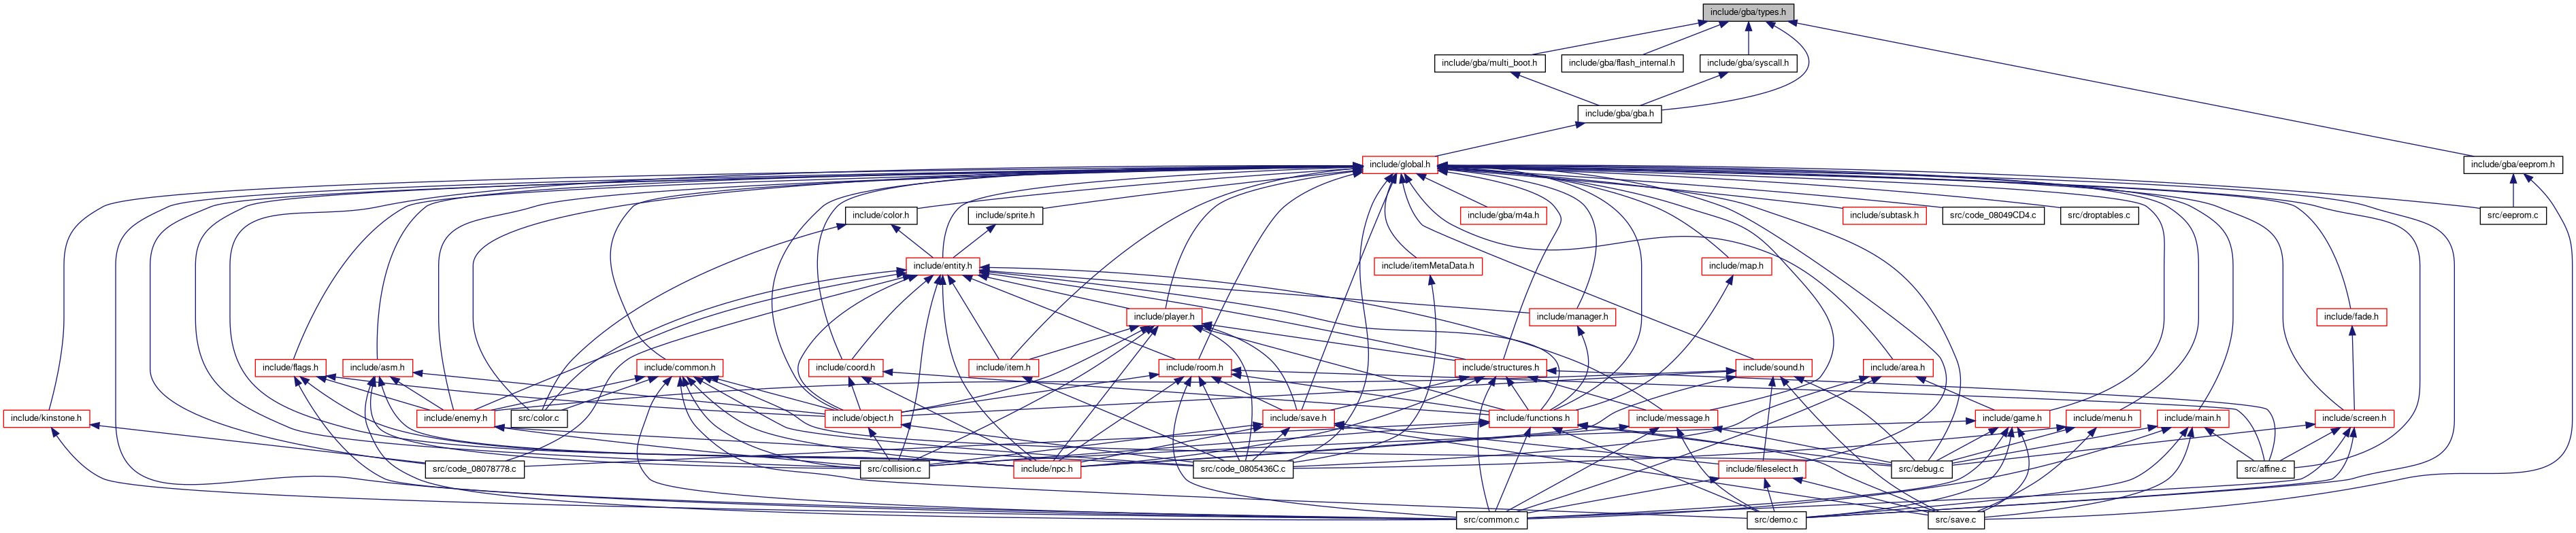 include/gba/types.h
include/gba/multi_boot.h
include/gba/flash_internal.h
include/gba/syscall.h
include/gba/gba.h
include/global.h
include/gba/eeprom.h
include/color.h
include/sprite.h
include/gba/m4a.h
include/subtask.h
src/code_08049CD4.c
src/droptables.c
src/eeprom.c
include/entity.h
include/itemMetaData.h
include/map.h
include/player.h
include/manager.h
include/fade.h
include/flags.h
include/asm.h
include/common.h
include/coord.h
include/item.h
include/room.h
include/structures.h
include/sound.h
include/area.h
include/kinstone.h
include/enemy.h
src/color.c
include/object.h
include/save.h
include/functions.h
include/message.h
include/game.h
include/menu.h
include/main.h
include/screen.h
src/code_08078778.c
src/collision.c
include/npc.h
src/code_0805436C.c
include/fileselect.h
src/debug.c
src/affine.c
src/common.c
src/demo.c
src/save.c